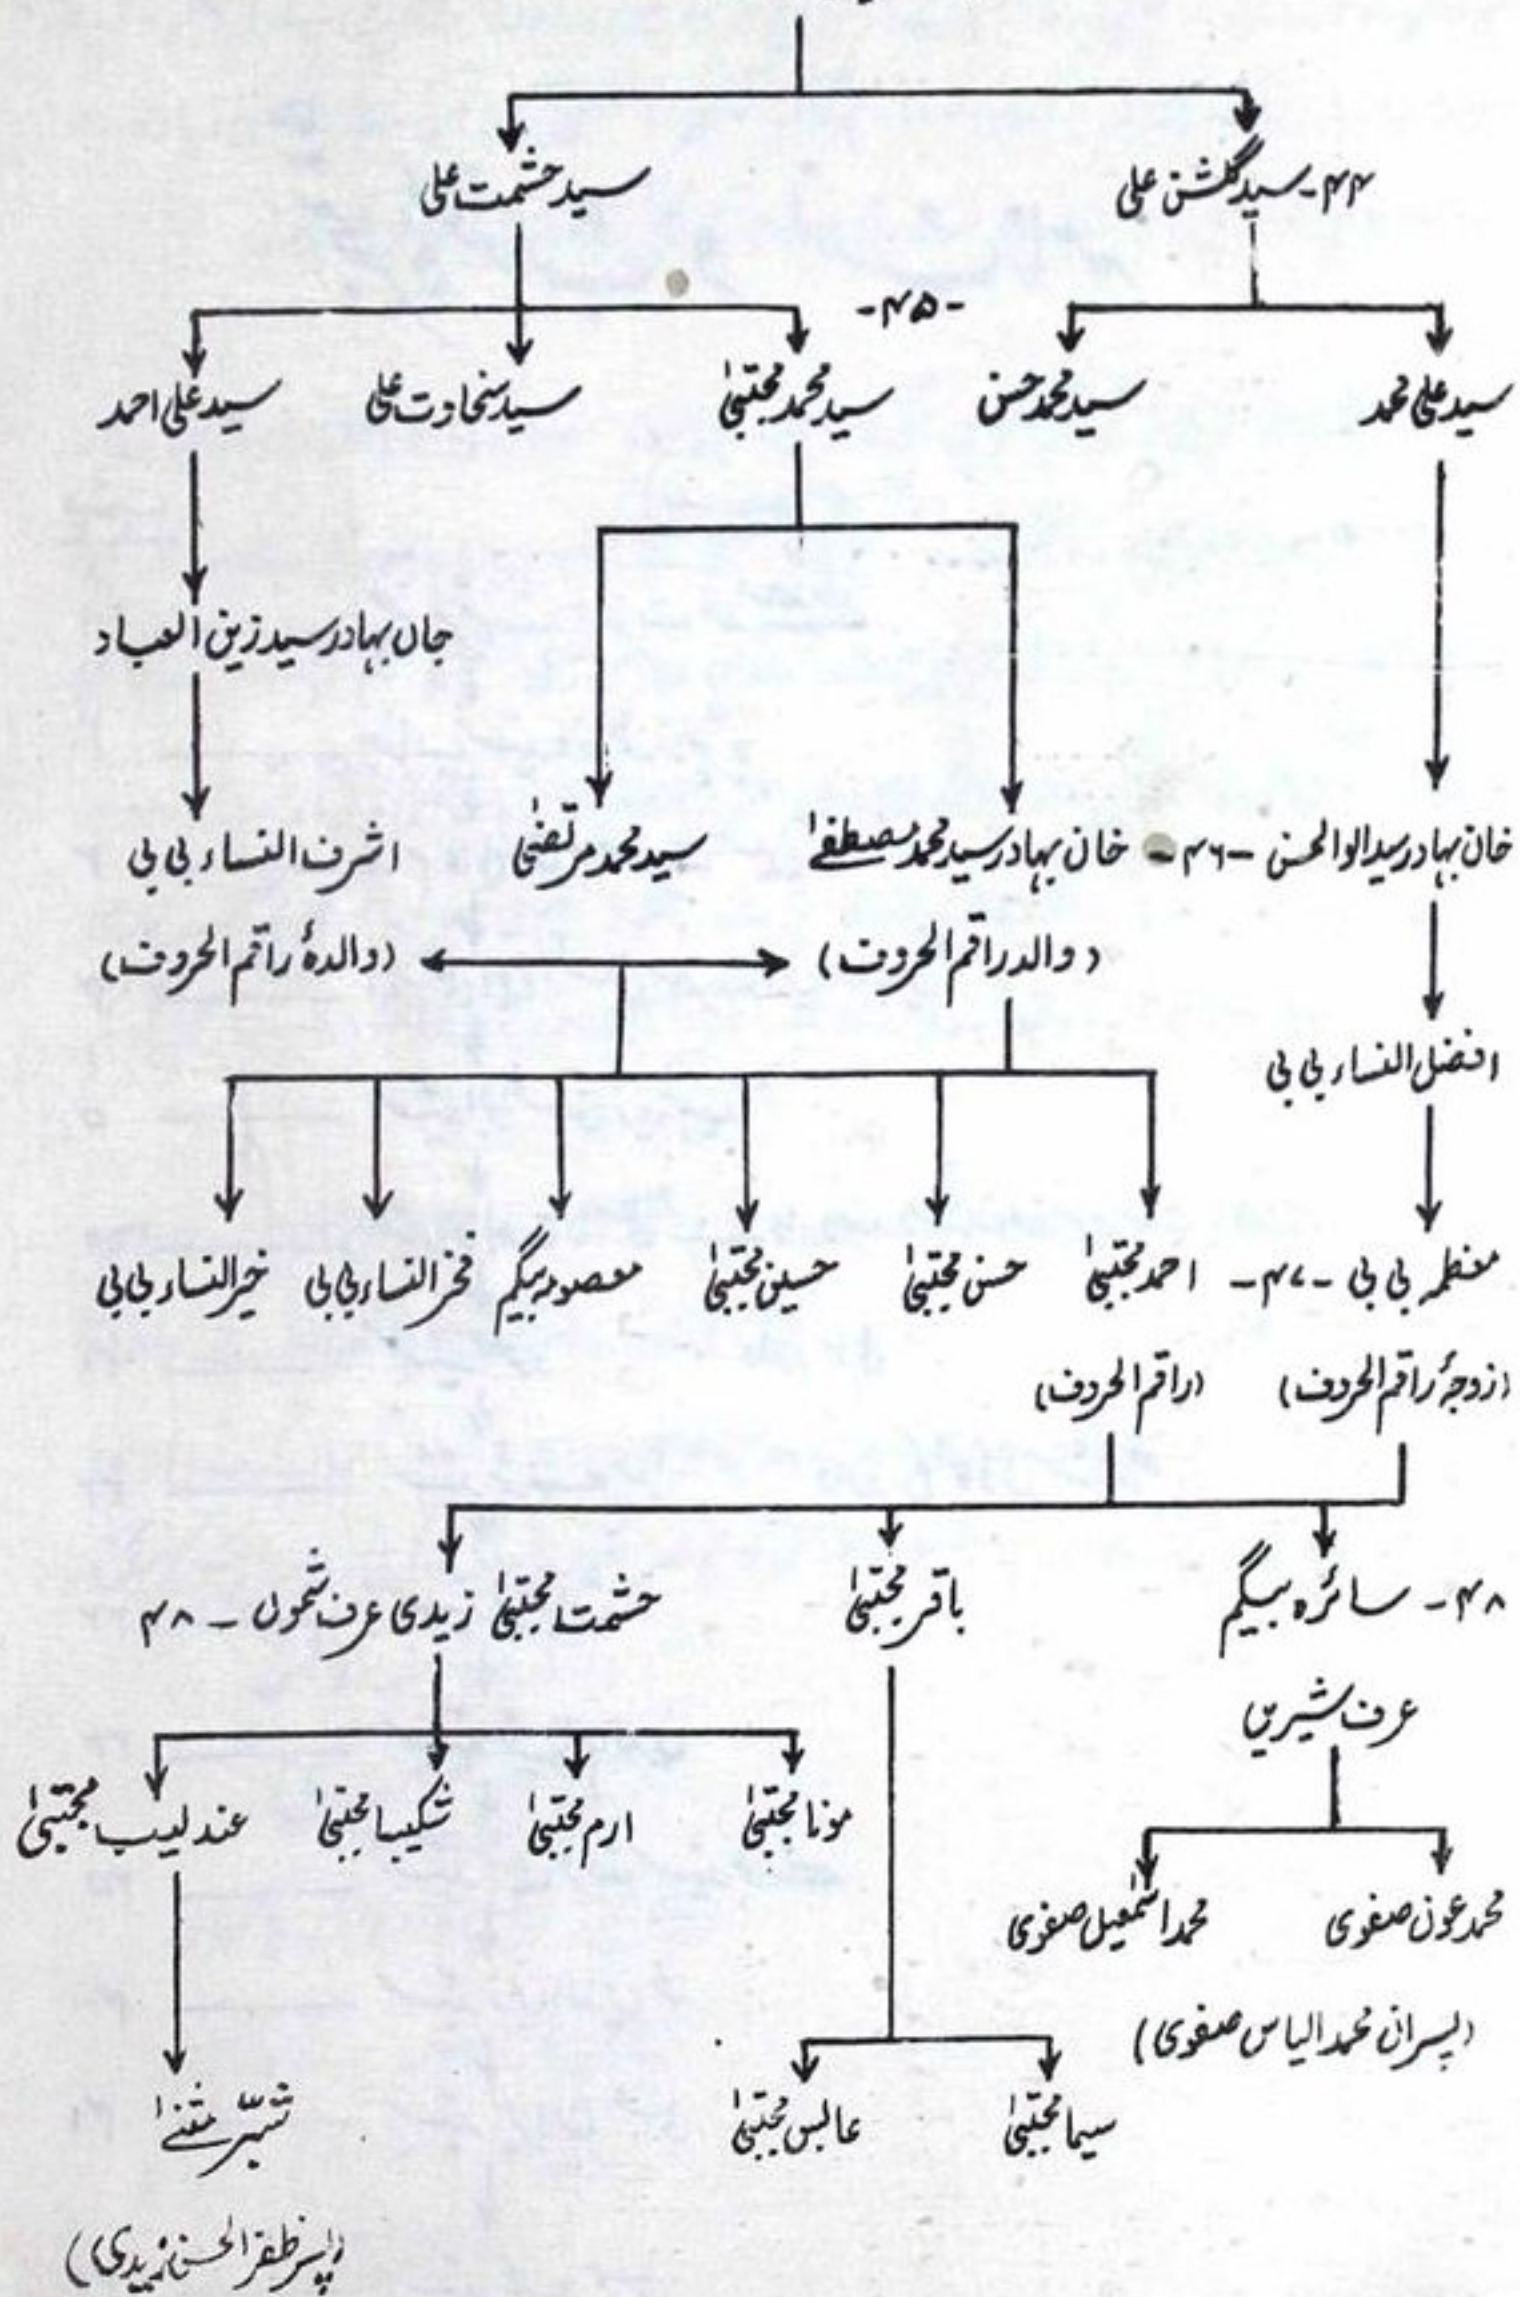 ۴۴- سید گلشن علی سید حشمت علی
-۴۵-
سید علی محمد سید محمد حسن سید محمد مجتبیٰ سید سخاوت علی سید علی احمد
جان بہادر سید زین العباد
خان بہادر سید ابوالحسن -۴۶- خان بہادر سید محمد مصطفےٰ سید محمد مرتضیٰ اشرف النساء بی بی
(والد راقم الحروف) (والدۂ راقم الحروف)
افضل النساء بی بی
معظمہ بی بی -۴۷- احمد مجتبیٰ حسن مجتبیٰ حسین مجتبیٰ معصومہ بیگم فخر النساء بی بی خیر النساء بی بی
(زوجۂ راقم الحروف) (راقم الحروف)
۴۸- سائرہ بیگم باقر مجتبیٰ حشمت مجتبیٰ زیدی عرف شمون - ۴۸
عرف شیریں
مونا مجتبیٰ ارم مجتبیٰ شکیبا مجتبیٰ عندلیب مجتبیٰ
محمد عون صفوی محمد اسمٰعیل صفوی
(پسران محمد الیاس صفوی)
سیما مجتبیٰ عابس مجتبیٰ شبّر مثنےٰ
(پسر ظفر الحسن زیدی)